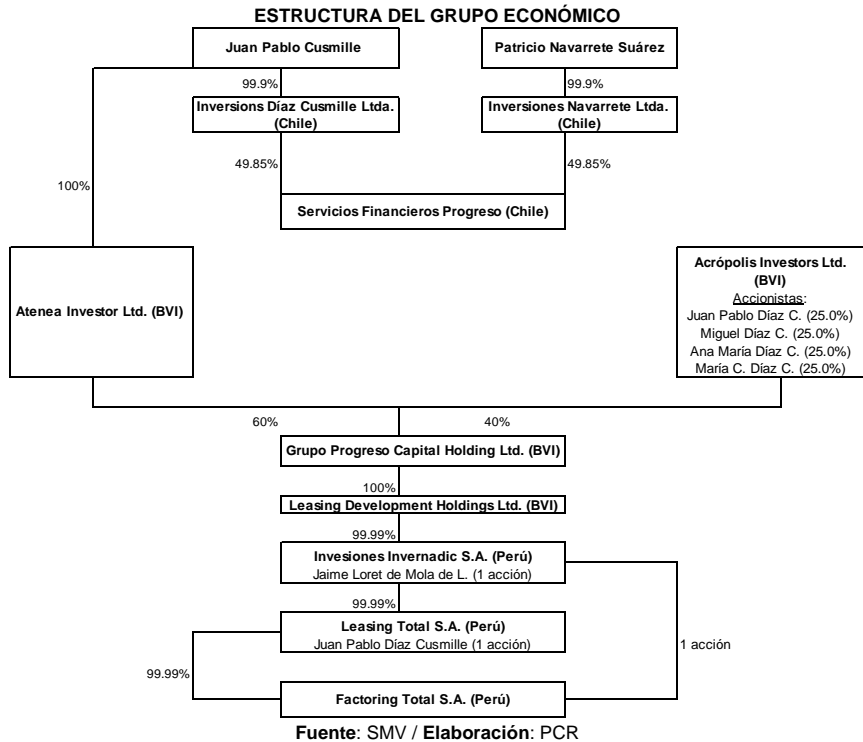 ESTRUCTURA DEL GRUPO ECONÓMICO
Juan Pablo Cusmille
Patricio Navarrete Suárez
99.9%
99.9%
Inversions Díaz Cusmille Ltda.
(Chile)
Inversiones Navarrete Ltda.
(Chile)
49.85%
49.85%
100%
Servicios Financieros Progreso (Chile)
Atenea Investor Ltd. (BVI)
Acrópolis Investors Ltd.
(BVI)
Accionistas:
Juan Pablo Díaz C. (25.0%)
Miguel Díaz C. (25.0%)
Ana María Díaz C. (25.0%)
María C. Díaz C. (25.0%)
60%
40%
Grupo Progreso Capital Holding Ltd. (BVI)
100%
Leasing Development Holdings Ltd. (BVI)
99.99%
Invesiones Invernadic S.A. (Perú)
Jaime Loret de Mola de L. (1 acción)
99.99%
Leasing Total S.A. (Perú)
Juan Pablo Díaz Cusmille (1 acción)
1 acción
99.99%
Factoring Total S.A. (Perú)
Fuente: SMV / Elaboración: PCR